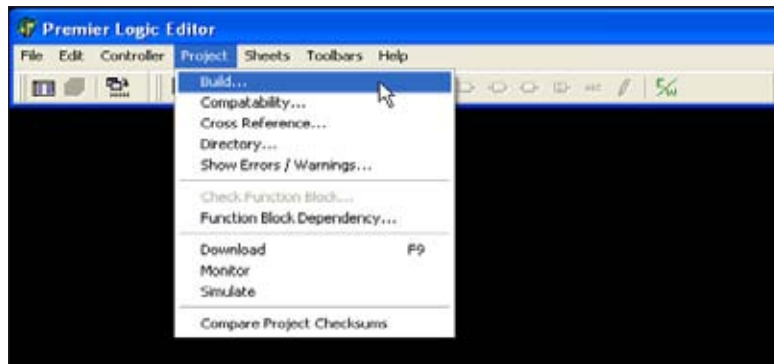 Premier Logic Editor
File Edit Controller Project Sheets Toolbars Help
Build...
Compatability...
Cross Reference...
Directory...
Show Errors / Warnings...
Check Function Block...
Function Block Dependency...
Download F9
Monitor
Simulate
Compare Project Checksums